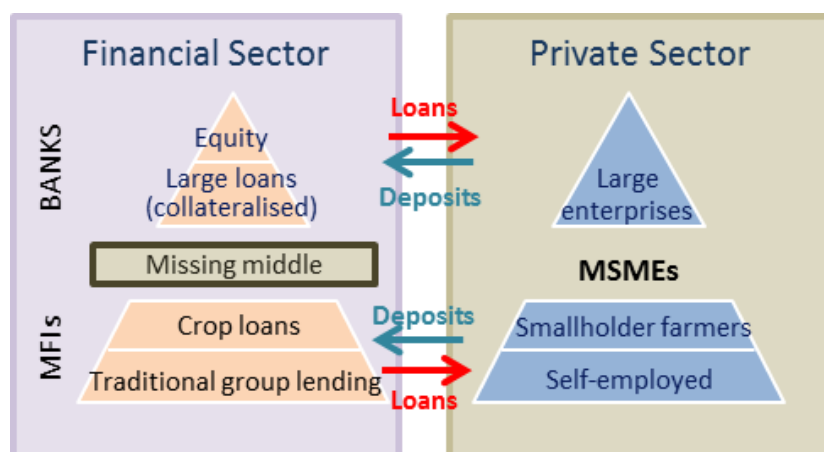 Financial Sector
Private Sector
BANKS
Equity
Large loans
(collateralised)
Loans
Deposits
Large
enterprises
Missing middle
MSMEs
MFIs
Crop loans
Traditional group lending
Deposits
Loans
Smallholder farmers
Self-employed